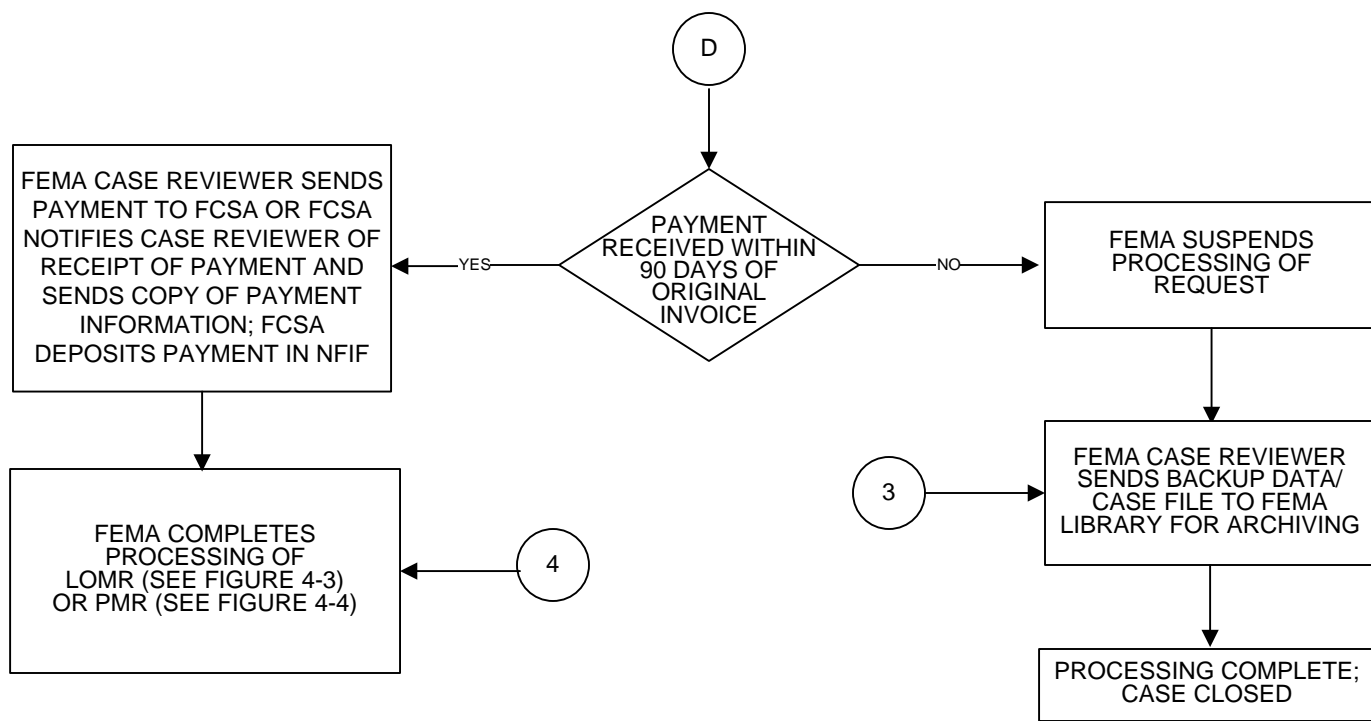 D
FEMA CASE REVIEWER SENDS
PAYMENT TO FCSA OR FCSA
NOTIFIES CASE REVIEWER OF
RECEIPT OF PAYMENT AND
SENDS COPY OF PAYMENT
INFORMATION; FCSA
DEPOSITS PAYMENT IN NFIF
YES
PAYMENT
RECEIVED WITHIN
90 DAYS OF
ORIGINAL
INVOICE
NO
FEMA SUSPENDS
PROCESSING OF
REQUEST
FEMA COMPLETES
PROCESSING OF
LOMR (SEE FIGURE 4-3)
OR PMR (SEE FIGURE 4-4)
4
3
FEMA CASE REVIEWER
SENDS BACKUP DATA/
CASE FILE TO FEMA
LIBRARY FOR ARCHIVING
PROCESSING COMPLETE;
CASE CLOSED